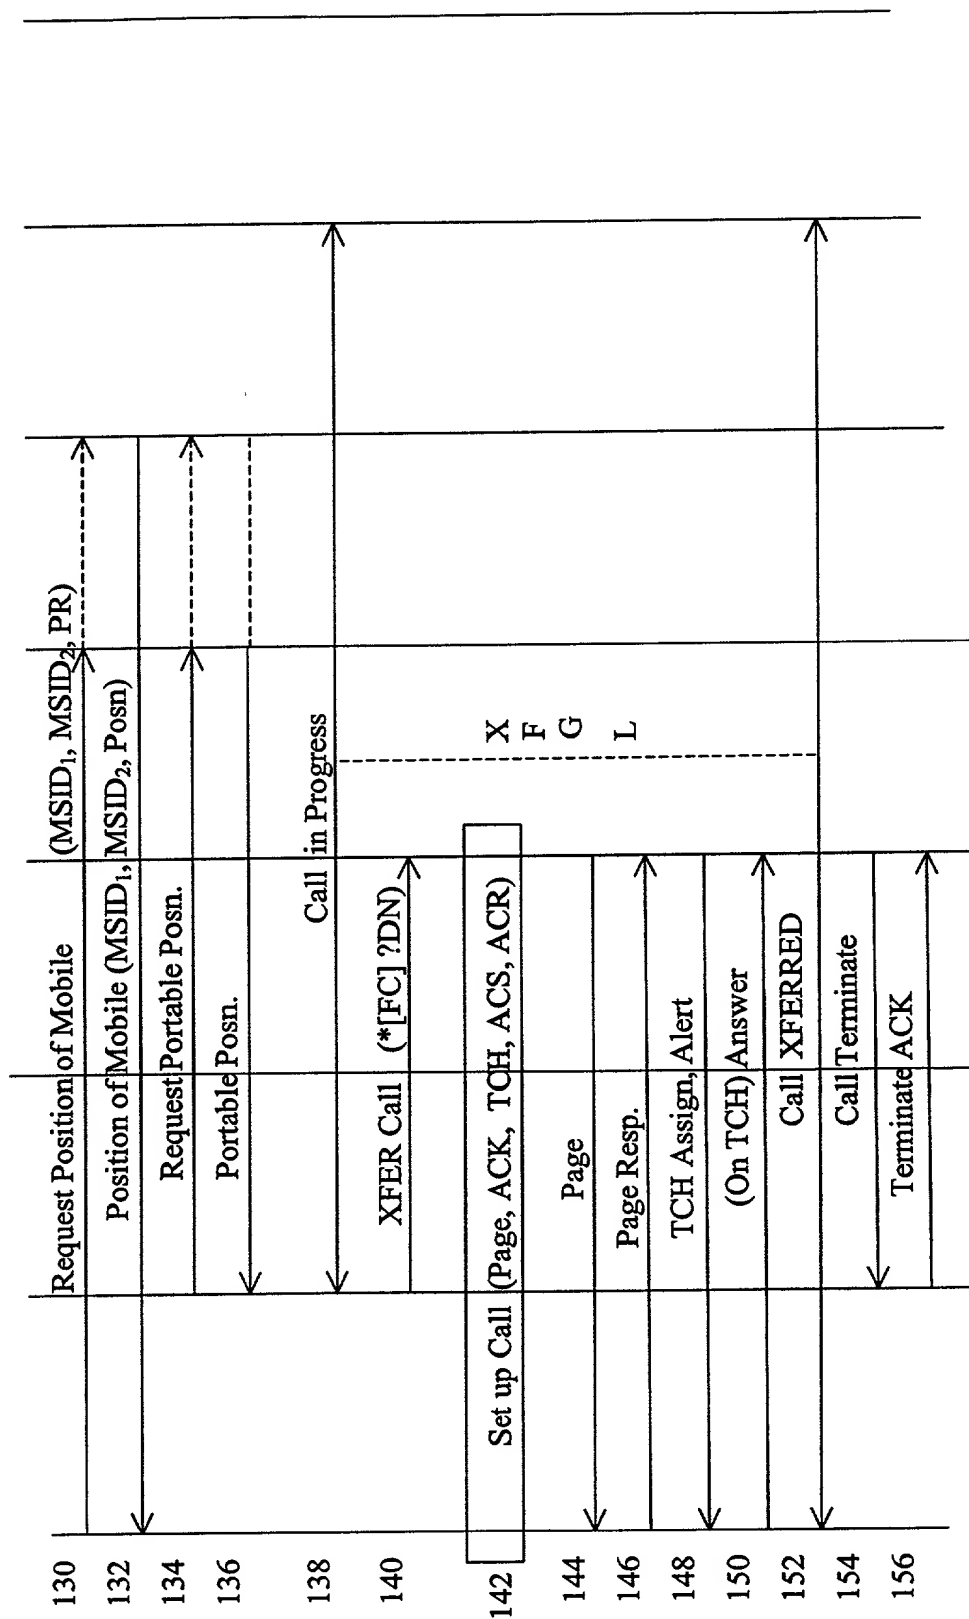 130 Request Position of Mobile (MSID₁, MSID₂, PR)
132 Position of Mobile (MSID₁, MSID₂, Posn)
134 Request Portable Posn.
136 Portable Posn.
138 Call in Progress
140 XFER Call (*[FC] ?DN)
142 Set up Call (Page, ACK, TCH, ACS, ACR)
X
F
G
L
144 Page
146 Page Resp.
148 TCH Assign, Alert
150 (On TCH) Answer
152 Call XFERRED
154 Call Terminate
156 Terminate ACK